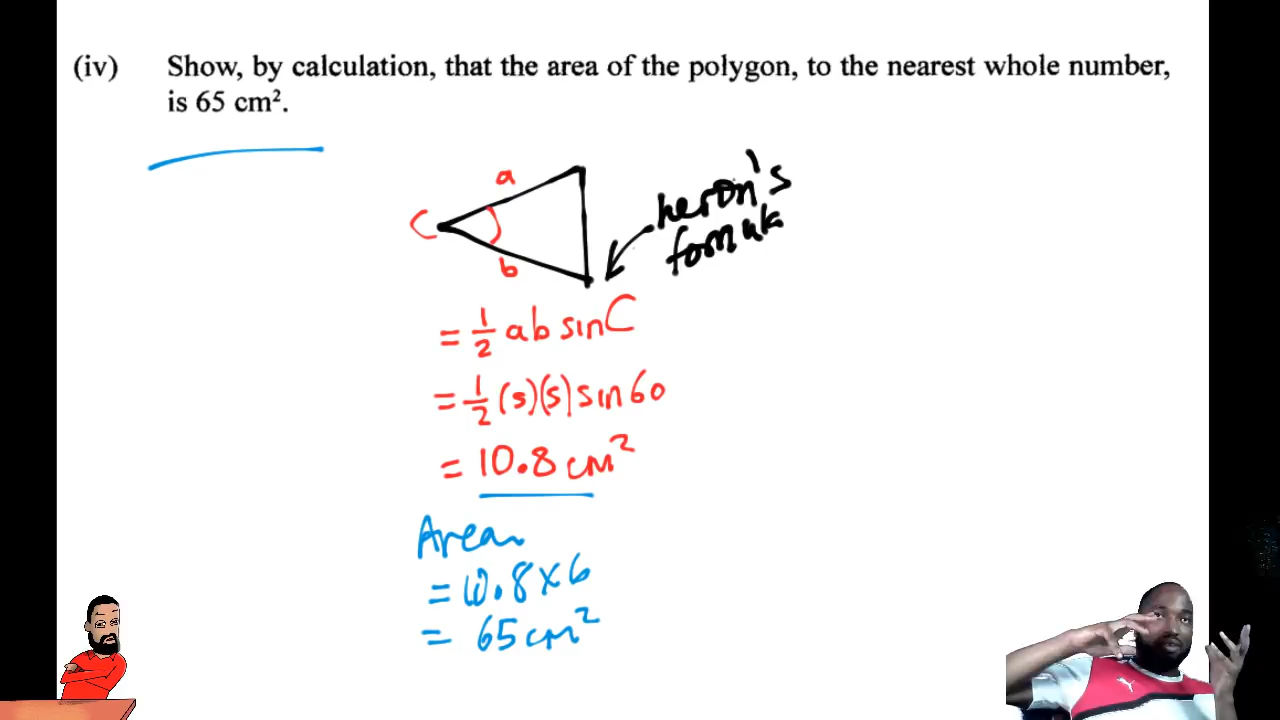 (iv) Show, by calculation, that the area of the polygon, to the nearest whole number,
is 65 cm².
a
C
b
heron's
formula
= 1/2 ab sin C
= 1/2 (5)(5) sin 60
= 10.8 cm²
Area
= 10.8 × 6
= 65 cm²